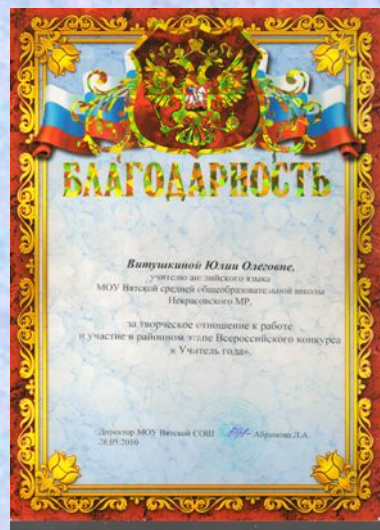 БЛАГОДАРНОСТЬ
Витушкиной Юлии Олеговне,
учителю английского языка
МОУ Вятской средней общеобразовательной школы
Некрасовского МР,
за творческое отношение к работе
и участие в районном этапе Всероссийского конкурса
« Учитель года».
Директор МОУ Вятской СОШ Абрамова Л.А.
28.05.2010